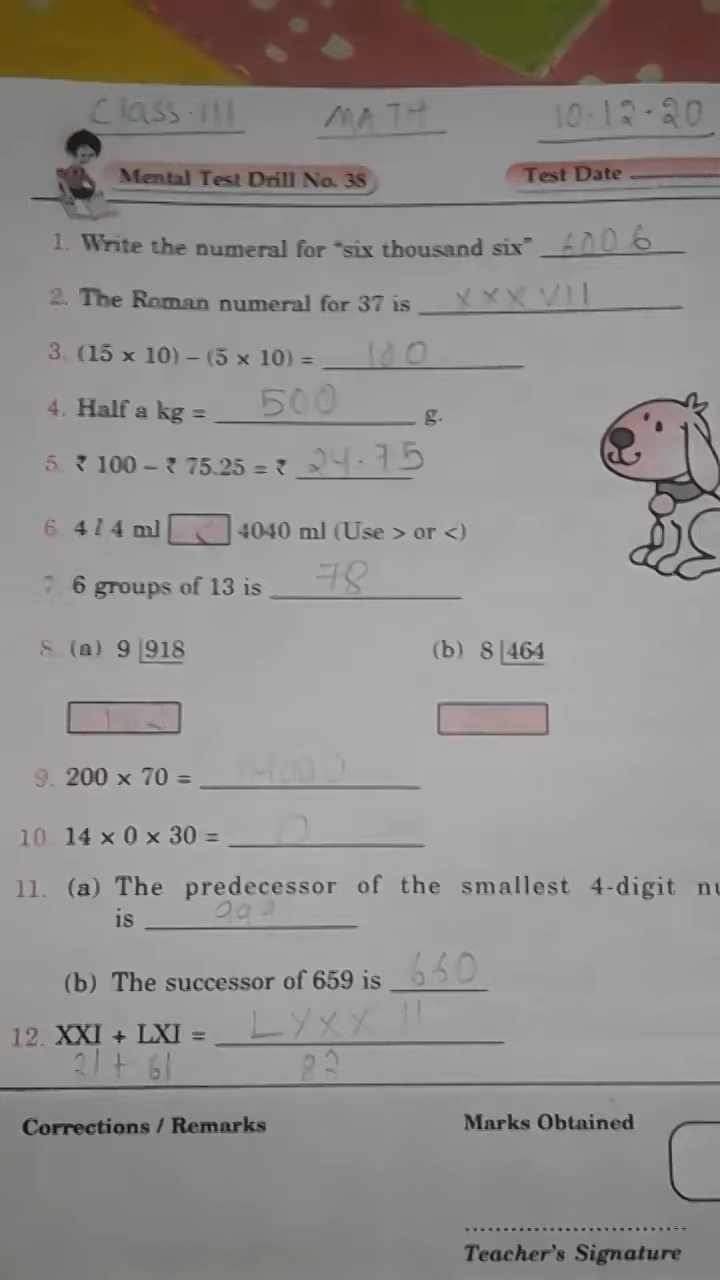 Class-III MATH 10-12-20
Mental Test Drill No. 38 Test Date
1. Write the numeral for "six thousand six" 6006
2. The Roman numeral for 37 is XXXVII
3. (15 × 10) – (5 × 10) = 100
4. Half a kg = 500 g.
5. ₹ 100 – ₹ 75.25 = ₹ 24.75
6. 4 l 4 ml < 4040 ml (Use > or <)
7. 6 groups of 13 is 78
8. (a) 9 918 (b) 8 464
9. 200 × 70 = 14000
10. 14 × 0 × 30 = 0
11. (a) The predecessor of the smallest 4-digit
is 999
(b) The successor of 659 is 660
12. XXI + LXI = LXXXII
21 + 61 82
Corrections / Remarks Marks Obtained
Teacher's Signature